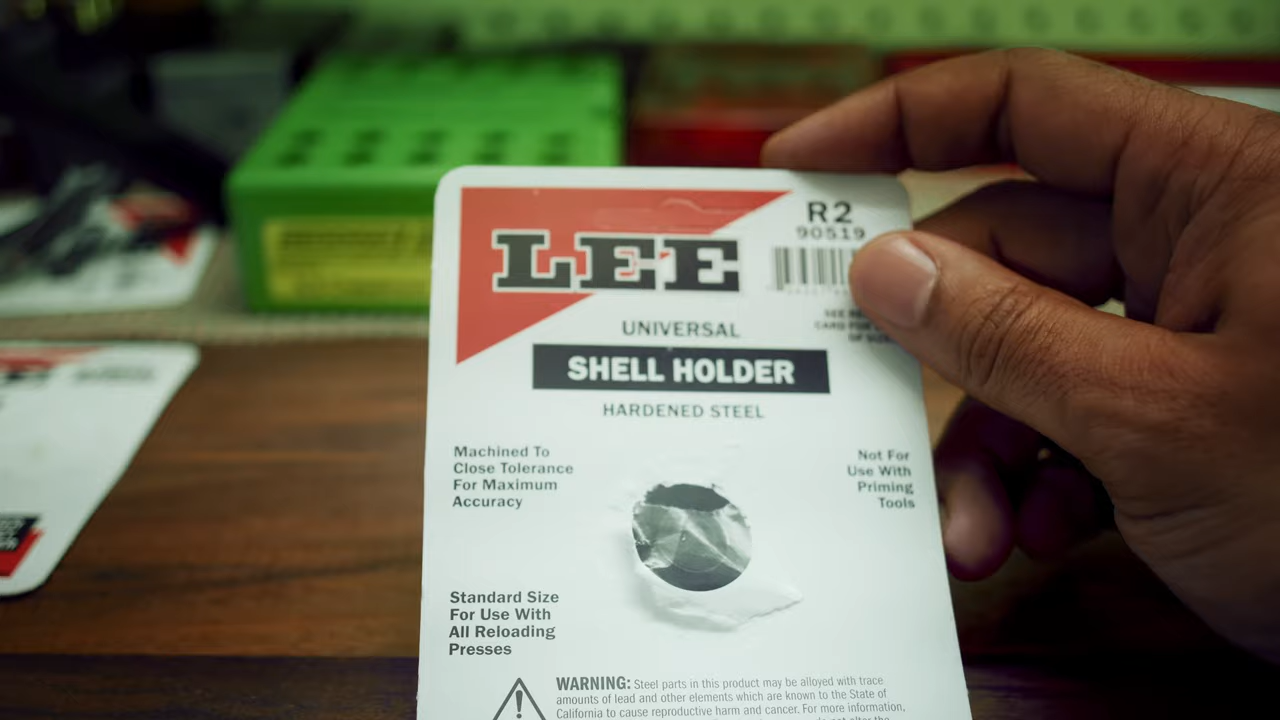 LEE
R2
90519
UNIVERSAL
SHELL HOLDER
HARDENED STEEL
Machined To
Close Tolerance
For Maximum
Accuracy
Not For
Use With
Priming
Tools
Standard Size
For Use With
All Reloading
Presses
WARNING: Steel parts in this product may be alloyed with trace
amounts of lead and other elements which are known to the State of
California to cause reproductive harm and cancer. For more information,